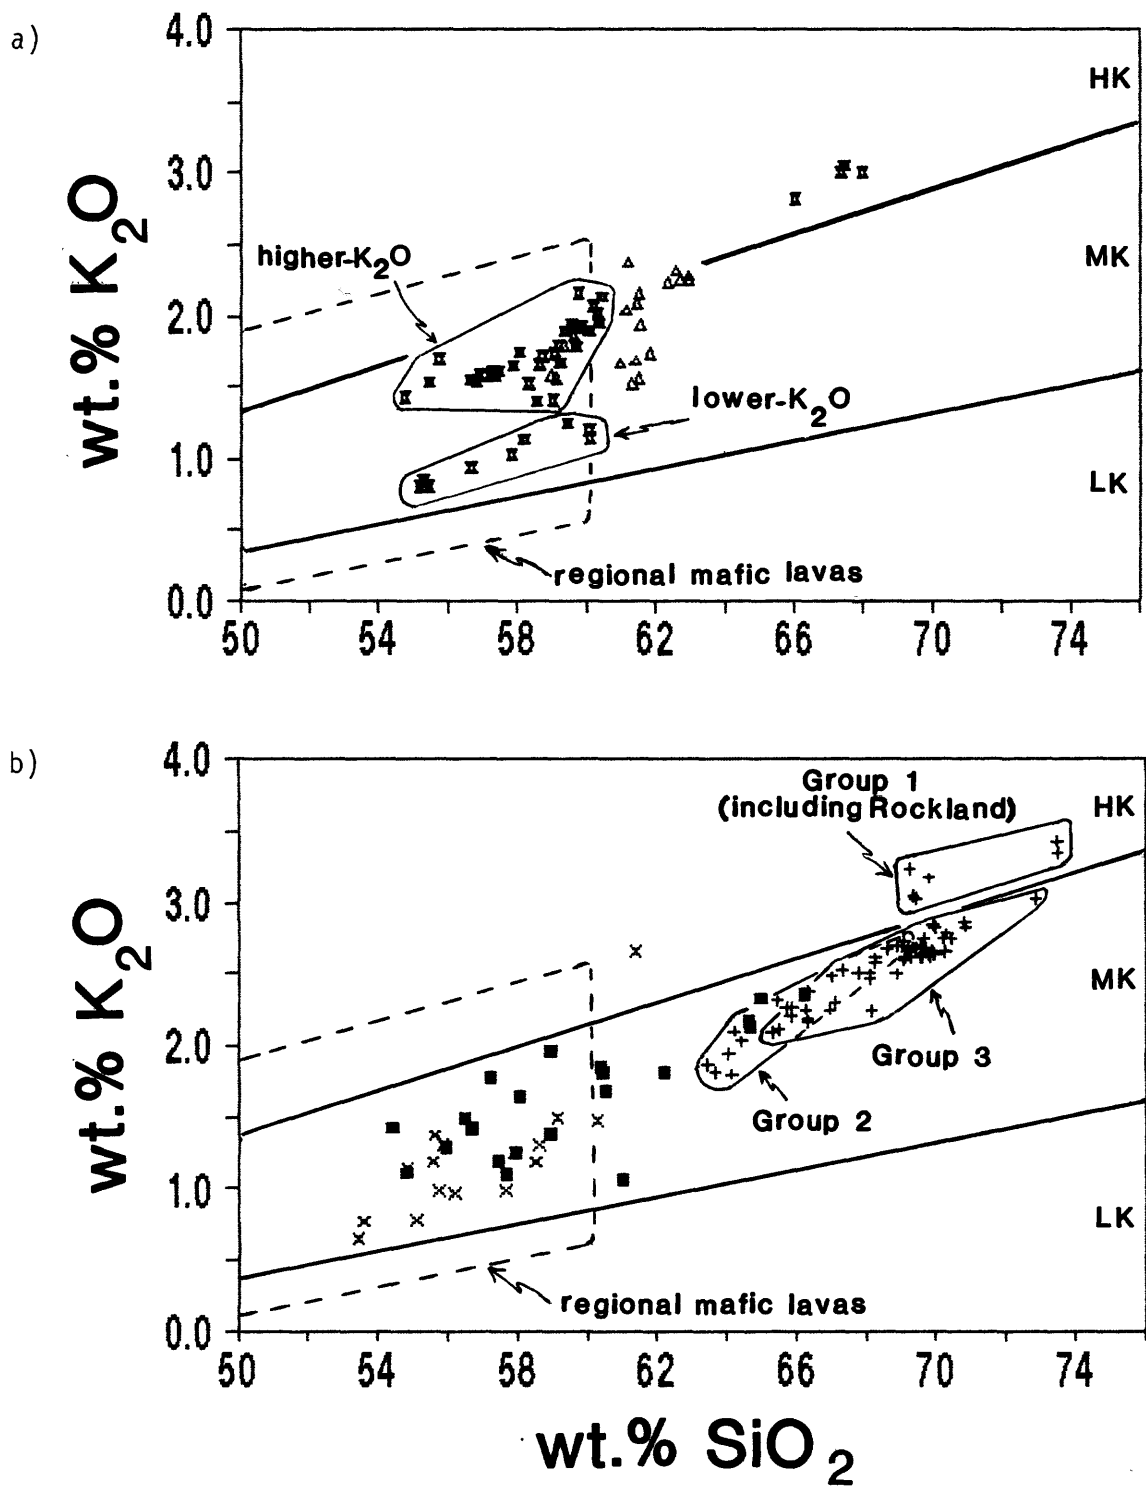 a)
4.0
HK
3.0
higher-K2O
MK
wt.% K2O
2.0
lower-K2O
1.0
LK
regional mafic lavas
0.0
50 54 58 62 66 70 74
b)
4.0
Group 1
(including Rockland)
HK
3.0
MK
wt.% K2O
2.0
Group 3
Group 2
1.0
LK
regional mafic lavas
0.0
50 54 58 62 66 70 74
wt.% SiO2